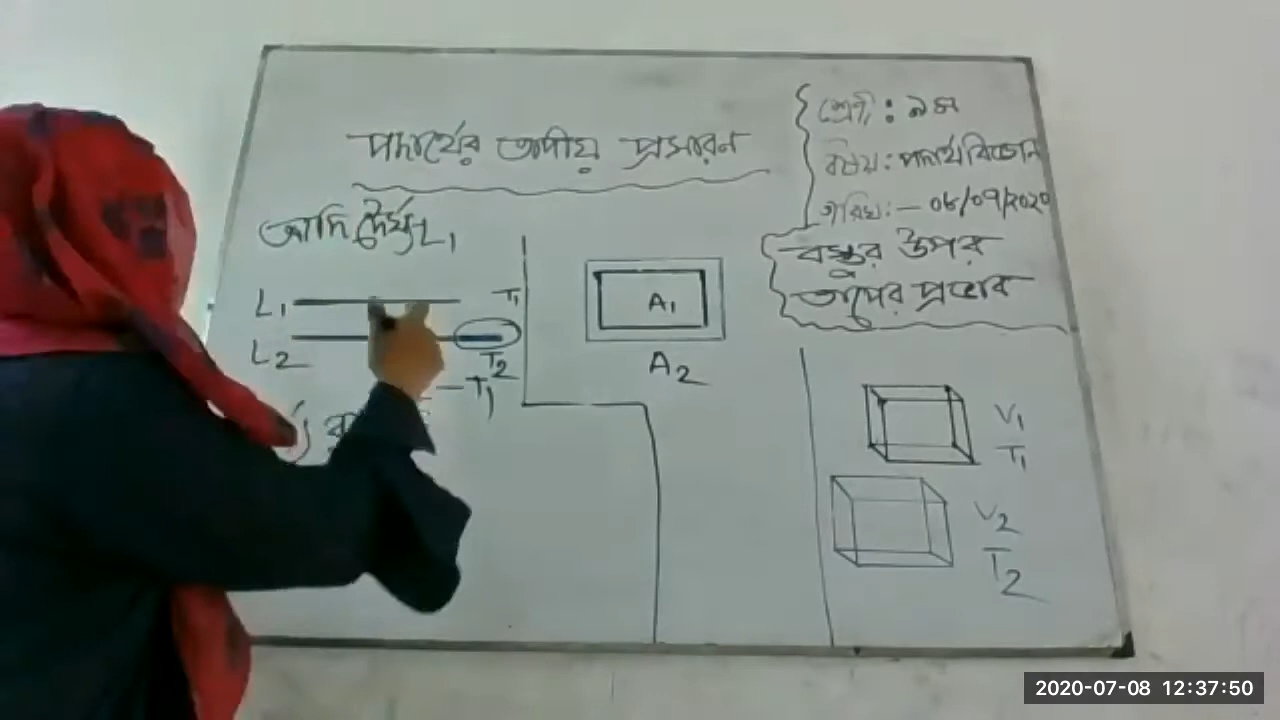 পদার্থের তাপীয় প্রসারন
শ্রেণী : ৯ম
বিষয় : পদার্থবিজ্ঞান
তারিখ :— ০৮/০৭/২০২০
বস্তুর উপর
তাপের প্রভাব
আদি দৈর্ঘ্য L₁
L₁ T₁
L₂ T₂
— T₁
A₁
A₂
V₁
T₁
V₂
T₂
2020-07-08 12:37:50